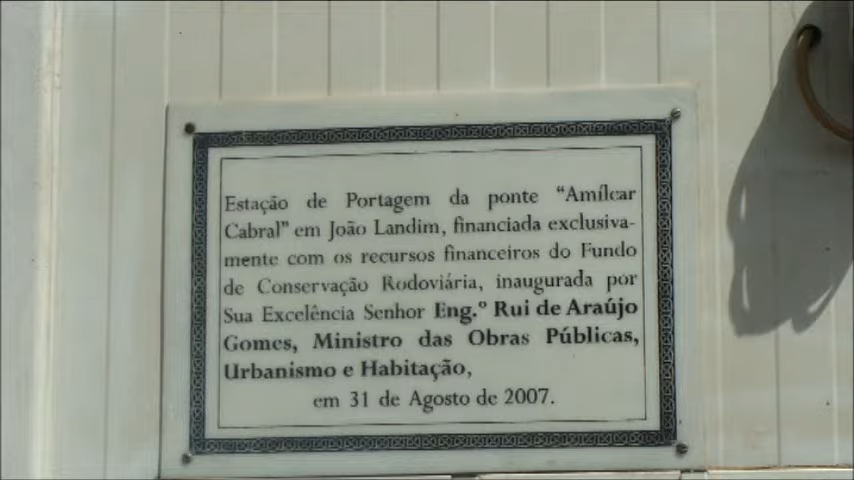 Estação de Portagem da ponte “Amílcar
Cabral” em João Landim, financiada exclusiva-
mente com os recursos financeiros do Fundo
de Conservação Rodoviária, inaugurada por
Sua Excelência Senhor Eng.º Rui de Araújo
Gomes, Ministro das Obras Públicas,
Urbanismo e Habitação,
em 31 de Agosto de 2007.